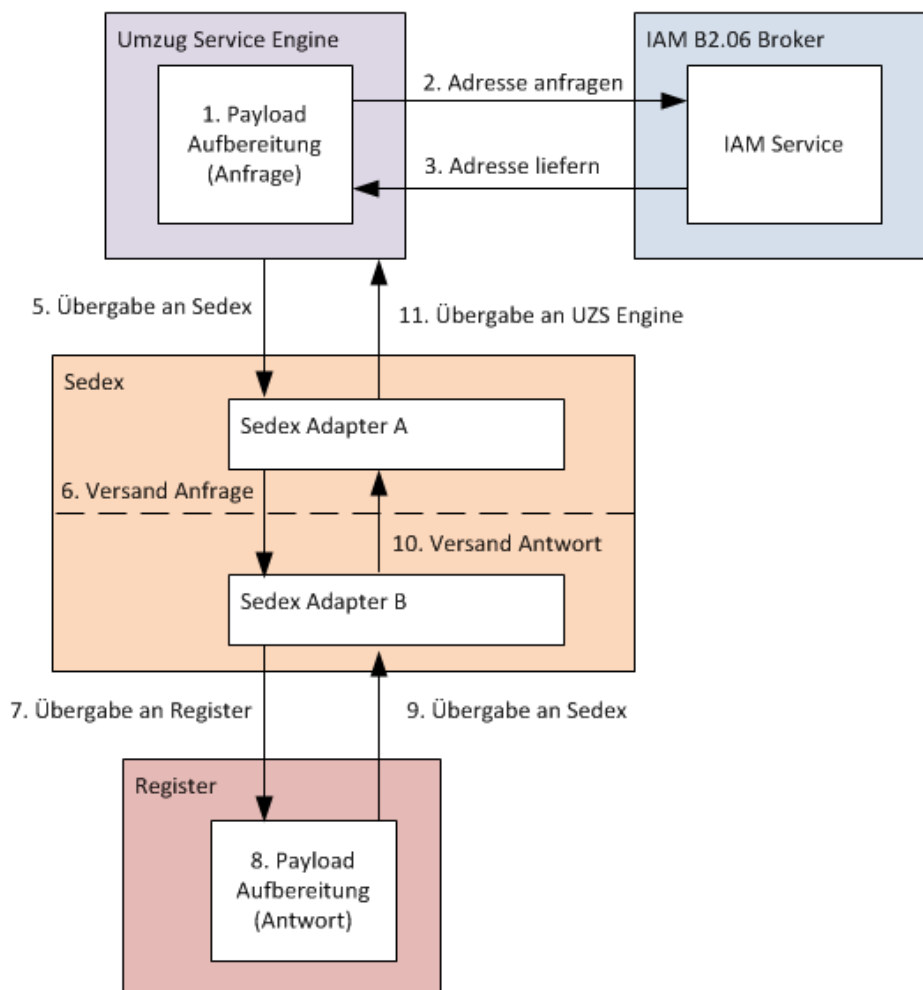 Umzug Service Engine
IAM B2.06 Broker
1. Payload
Aufbereitung
(Anfrage)
2. Adresse anfragen
IAM Service
3. Adresse liefern
5. Übergabe an Sedex
11. Übergabe an UZS Engine
Sedex
Sedex Adapter A
6. Versand Anfrage
10. Versand Antwort
Sedex Adapter B
7. Übergabe an Register
9. Übergabe an Sedex
Register
8. Payload
Aufbereitung
(Antwort)